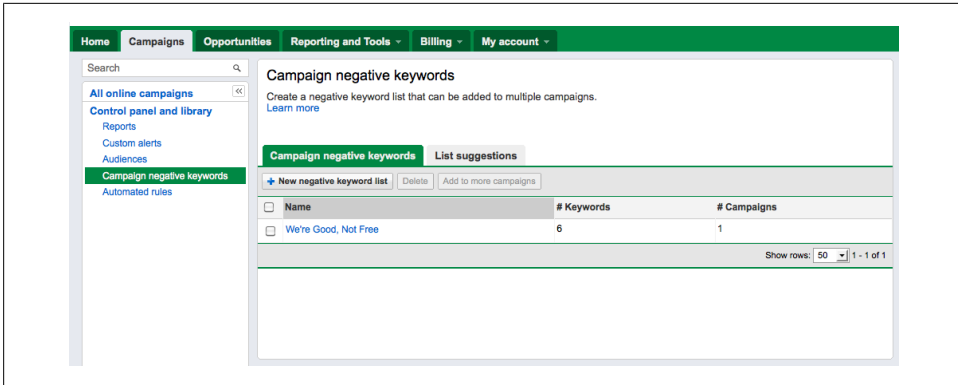 Home Campaigns Opportunities Reporting and Tools Billing My account
Search
All online campaigns
Control panel and library
Reports
Custom alerts
Audiences
Campaign negative keywords
Automated rules
Campaign negative keywords
Create a negative keyword list that can be added to multiple campaigns.
Learn more
Campaign negative keywords List suggestions
+ New negative keyword list Delete Add to more campaigns
Name # Keywords # Campaigns
We're Good, Not Free 6 1
Show rows: 50 1 - 1 of 1